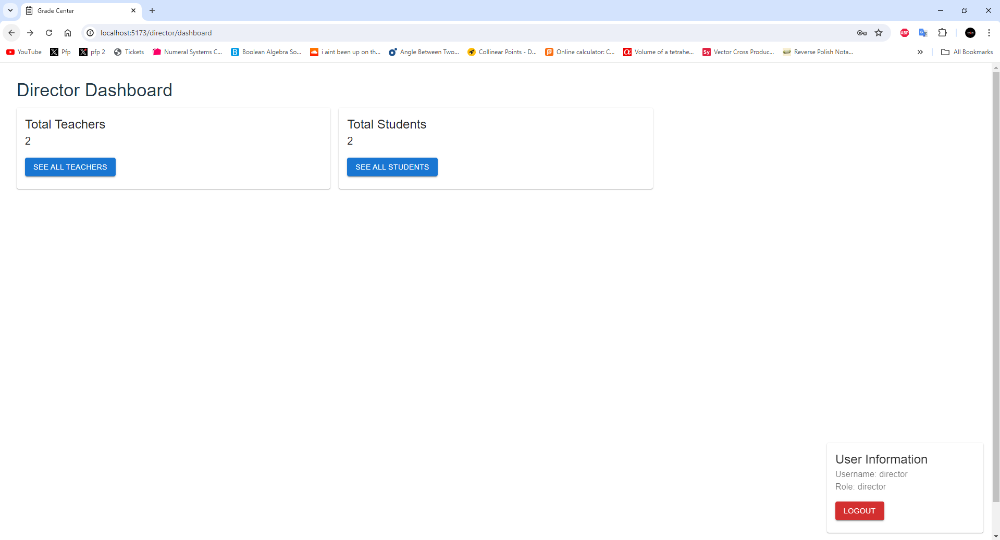 Grade Center
localhost:5173/director/dashboard
ABP
YouTube Pfp pfp 2 Tickets Numeral Systems C... Boolean Algebra So... i aint been up on th... Angle Between Two... Collinear Points - D... Online calculator: C... Volume of a tetrahe... Sy Vector Cross Produc... Reverse Polish Nota... All Bookmarks
Director Dashboard
Total Teachers
2
SEE ALL TEACHERS
Total Students
2
SEE ALL STUDENTS
User Information
Username: director
Role: director
LOGOUT